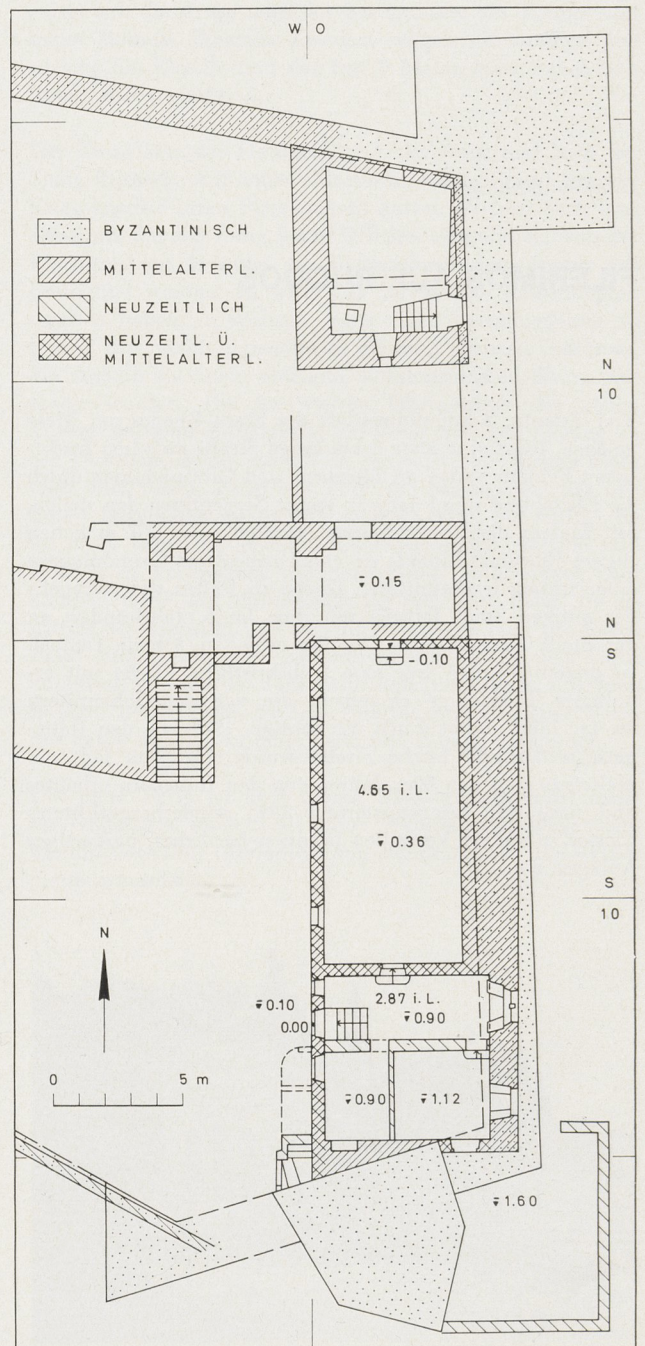 W O
BYZANTINISCH
MITTELALTERL.
NEUZEITLICH
NEUZEITL. Ü.
MITTELALTERL.
N
10
0.15
N
S
-0.10
4.65 i. L.
0.36
S
10
N
2.87 i. L.
0.10
0.90
0.00
0 5 m
0.90
1.12
1.60